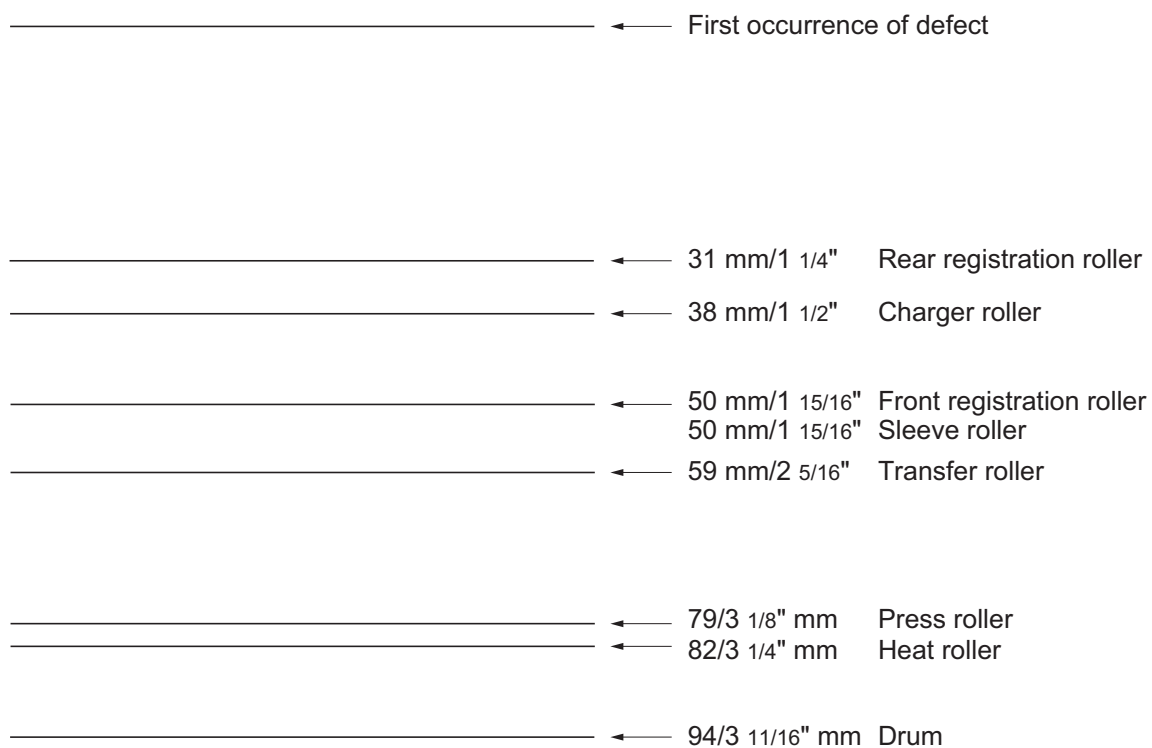 First occurrence of defect
31 mm/1 1/4" Rear registration roller
38 mm/1 1/2" Charger roller
50 mm/1 15/16" Front registration roller
50 mm/1 15/16" Sleeve roller
59 mm/2 5/16" Transfer roller
79/3 1/8" mm Press roller
82/3 1/4" mm Heat roller
94/3 11/16" mm Drum